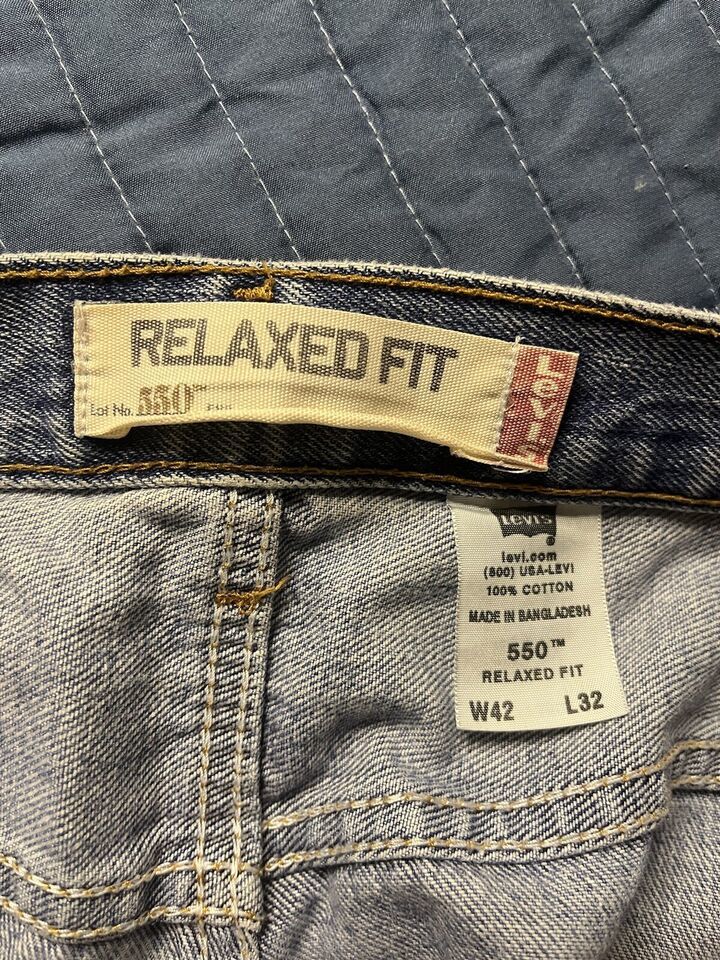 RELAXED FIT
Lot No. 550™
LEVI'S
LEVI'S
®
levi.com
(800) USA-LEVI
100% COTTON
MADE IN BANGLADESH
550™
RELAXED FIT
W42 L32